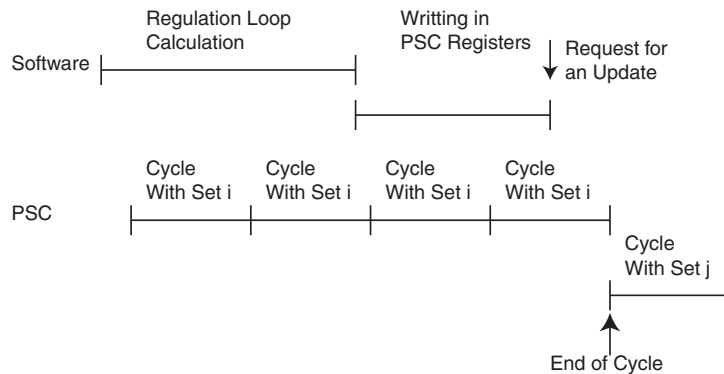 Regulation Loop
Calculation
Writting in
PSC Registers
Software
Request for
an Update
Cycle
With Set i
Cycle
With Set i
Cycle
With Set i
Cycle
With Set i
PSC
Cycle
With Set j
End of Cycle